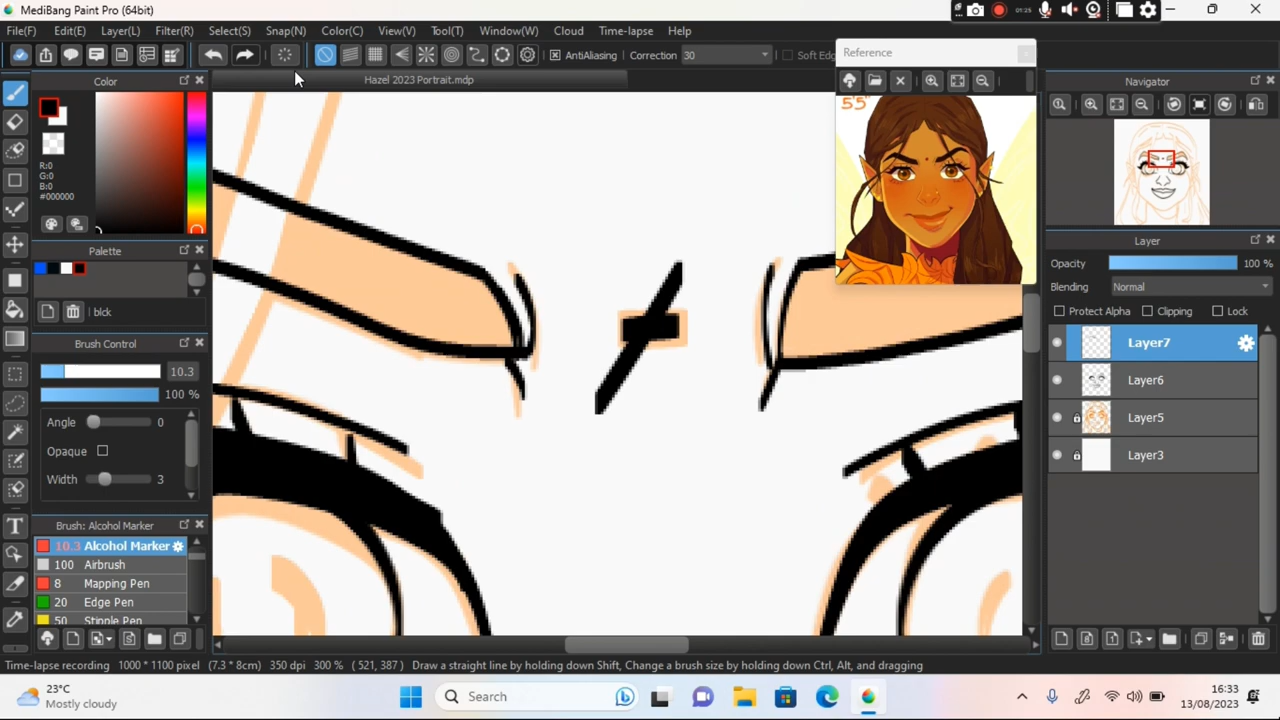 MediBang Paint Pro (64bit)
01:25
File(F) Edit(E) Layer(L) Filter(R) Select(S) Snap(N) Color(C) View(V) Tool(T) Window(W) Cloud Time-lapse Help
AntiAliasing Correction 30 Soft Edg
Reference
Color
Hazel 2023 Portrait.mdp
Navigator
5'5"
R:0
G:0
B:0
#000000
Palette
Layer
Opacity 100 %
Blending Normal
blck
Protect Alpha Clipping Lock
Brush Control
Layer7
10.3
100 %
Layer6
Angle 0
Layer5
Opaque
Layer3
Width 3
Brush: Alcohol Marker
10.3 Alcohol Marker
100 Airbrush
8 Mapping Pen
20 Edge Pen
50 Stipple Pen
Time-lapse recording 1000 * 1100 pixel (7.3 * 8cm) 350 dpi 300 % ( 521, 387 ) Draw a straight line by holding down Shift, Change a brush size by holding down Ctrl, Alt, and dragging
23°C
Mostly cloudy
Search
16:33
13/08/2023